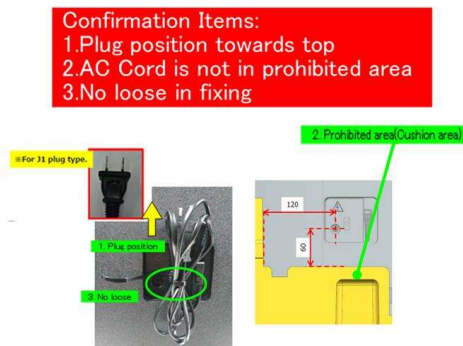 Confirmation Items:
1.Plug position towards top
2.AC Cord is not in prohibited area
3.No loose in fixing
2. Prohibited area(Cushion area)
※For J1 plug type.
120
60
1. Plug position
3. No loose